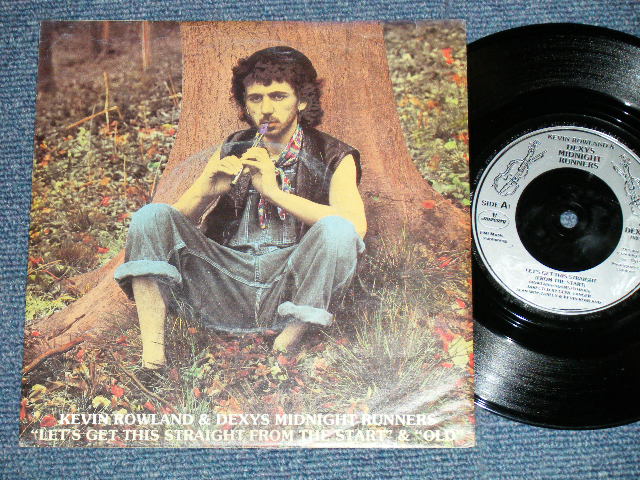 KEVIN ROWLAND & DEXYS MIDNIGHT RUNNERS
"LET'S GET THIS STRAIGHT FROM THE START" & "OLD"
KEVIN ROWLAND &
DEXYS
MIDNIGHT
RUNNERS
SIDE A
LET'S GET THIS STRAIGHT
(FROM THE START)